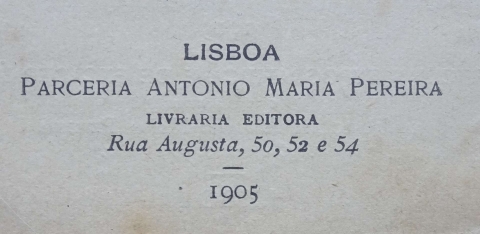 LISBOA
PARCERIA ANTONIO MARIA PEREIRA
LIVRARIA EDITORA
Rua Augusta, 50, 52 e 54
—
1905